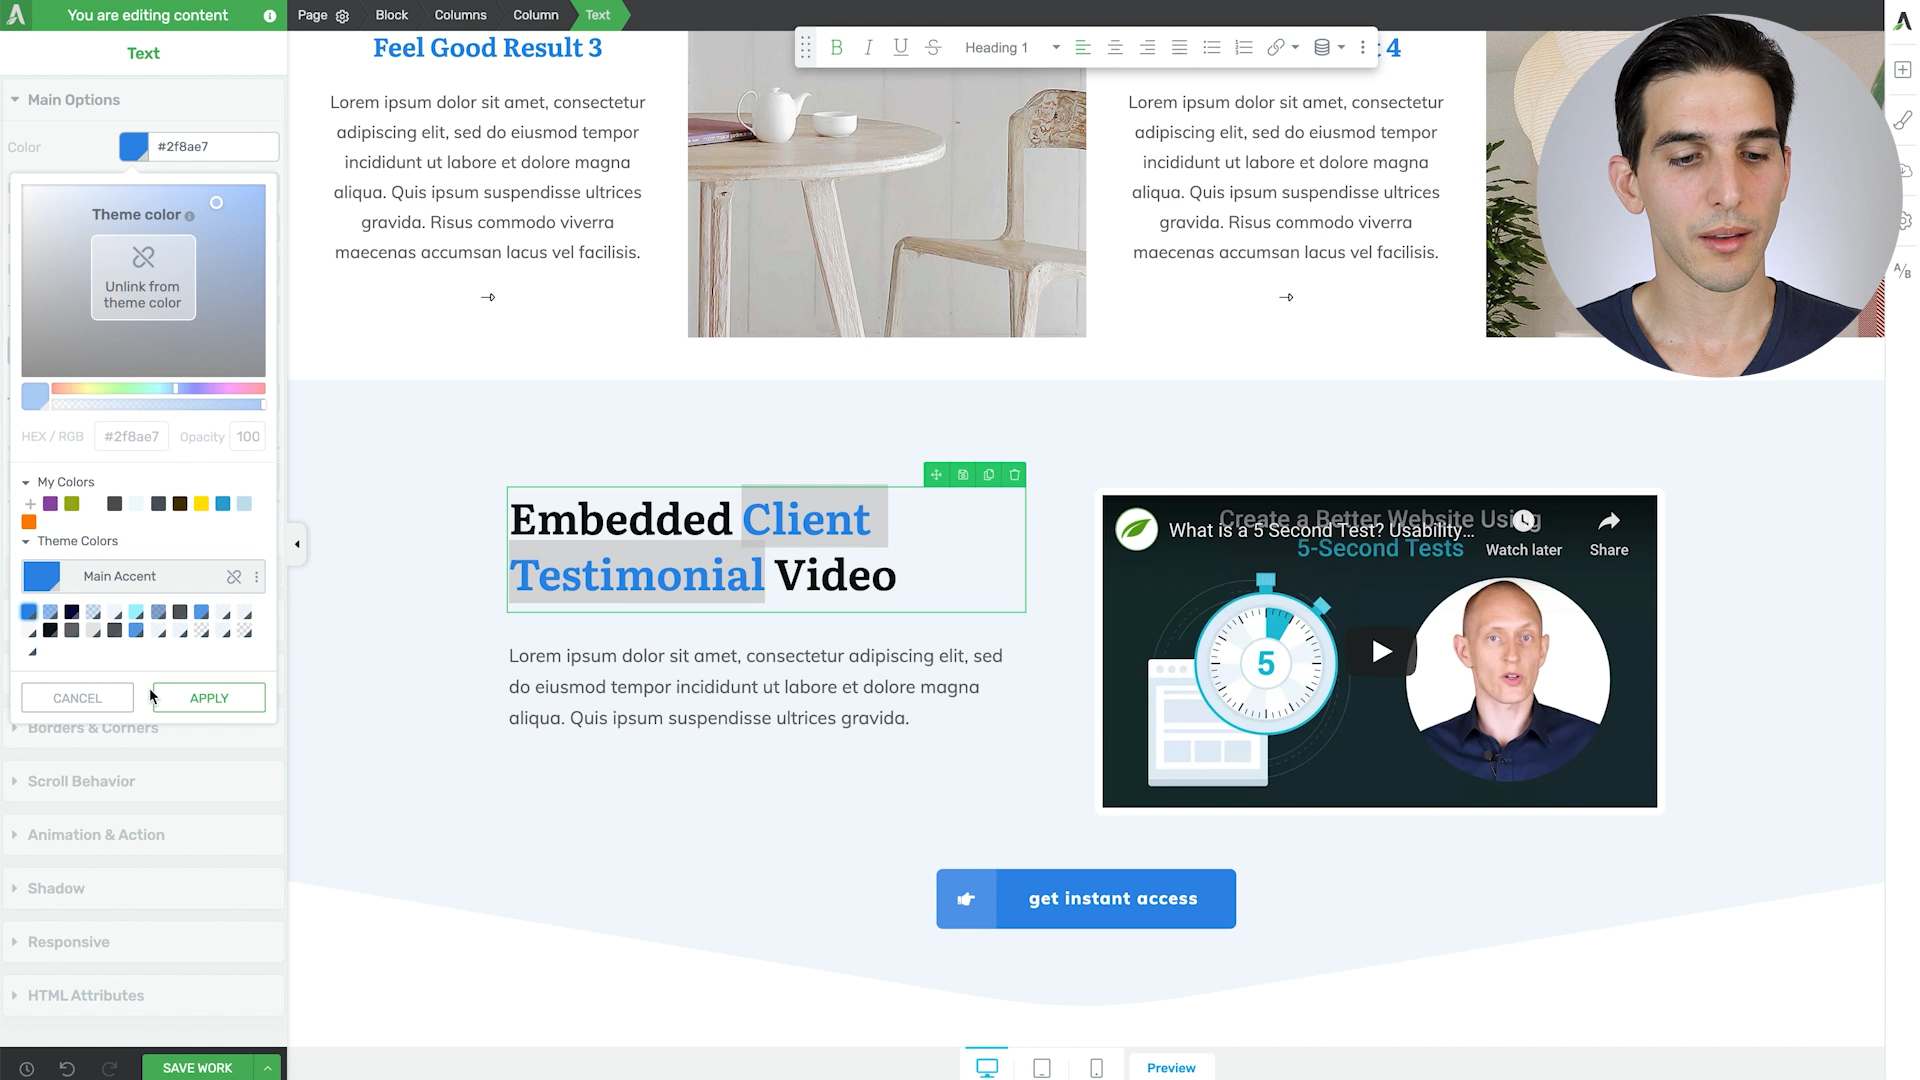 You are editing content
Page
Block
Columns
Column
Text
Text
Main Options
Color
#2f8ae7
Theme color
Unlink from
theme color
HEX / RGB
#2f8ae7
Opacity
100
My Colors
Theme Colors
Main Accent
CANCEL
APPLY
Borders & Corners
Scroll Behavior
Animation & Action
Shadow
Responsive
HTML Attributes
SAVE WORK
B
I
U
S
Heading 1
Feel Good Result 3
Lorem ipsum dolor sit amet, consectetur
adipiscing elit, sed do eiusmod tempor
incididunt ut labore et dolore magna
aliqua. Quis ipsum suspendisse ultrices
gravida. Risus commodo viverra
maecenas accumsan lacus vel facilisis.
4
Lorem ipsum dolor sit amet, consectetur
adipiscing elit, sed do eiusmod tempor
incididunt ut labore et dolore magna
aliqua. Quis ipsum suspendisse ultrices
gravida. Risus commodo viverra
maecenas accumsan lacus vel facilisis.
A/B
Embedded Client
Testimonial Video
Lorem ipsum dolor sit amet, consectetur adipiscing elit, sed
do eiusmod tempor incididunt ut labore et dolore magna
aliqua. Quis ipsum suspendisse ultrices gravida.
Create a Better Website Using
What is a 5 Second Test? Usability...
5-Second Tests
Watch later
Share
5
get instant access
Preview